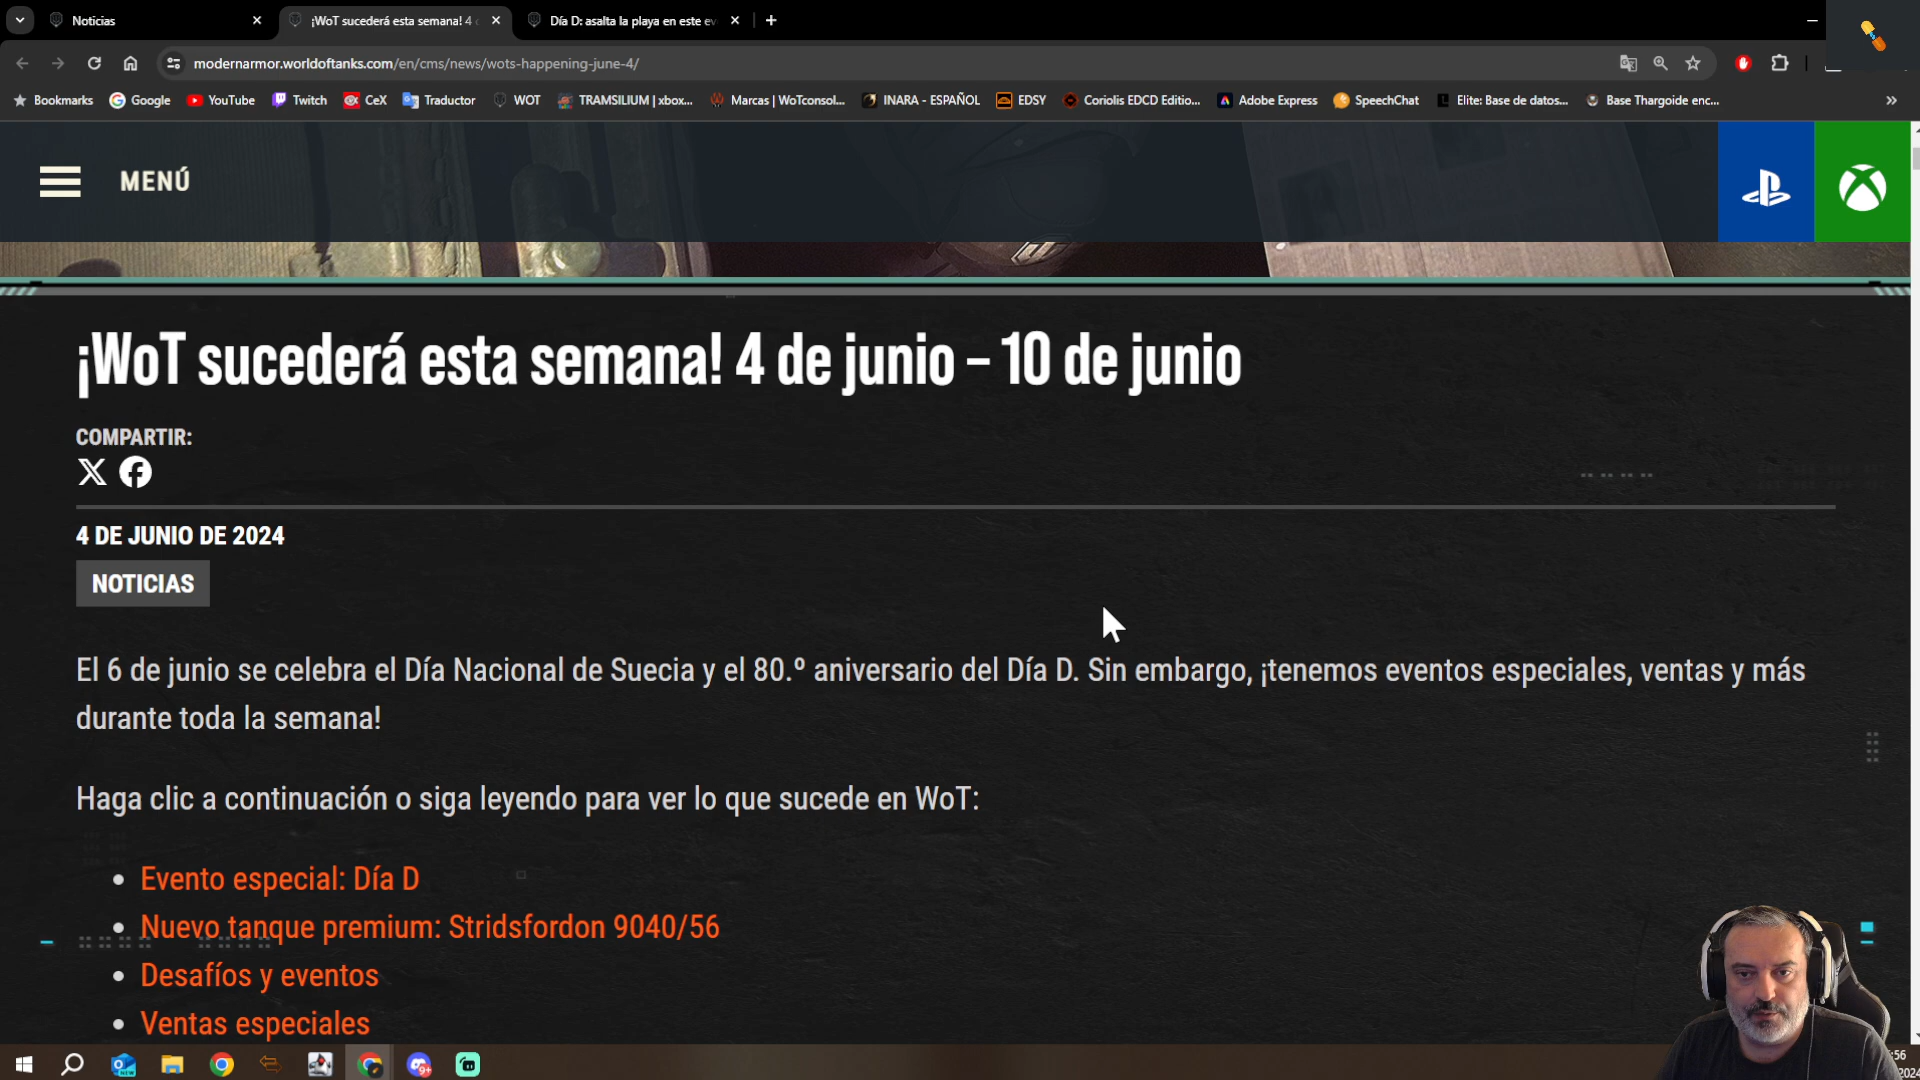 Noticias
¡WoT sucederá esta semana! 4
Día D: asalta la playa en este ev
modernarmor.worldoftanks.com/en/cms/news/wots-happening-june-4/
Bookmarks
Google
YouTube
Twitch
CeX
Traductor
WOT
TRAMSILIUM | xbox...
Marcas | WoTconsol...
INARA - ESPAÑOL
EDSY
Coriolis EDCD Editio...
Adobe Express
SpeechChat
Elite: Base de datos...
Base Thargoide enc...
MENÚ
¡WoT sucederá esta semana! 4 de junio – 10 de junio
COMPARTIR:
4 DE JUNIO DE 2024
NOTICIAS
El 6 de junio se celebra el Día Nacional de Suecia y el 80.º aniversario del Día D. Sin embargo, ¡tenemos eventos especiales, ventas y más
durante toda la semana!
Haga clic a continuación o siga leyendo para ver lo que sucede en WoT:
Evento especial: Día D
Nuevo tanque premium: Stridsfordon 9040/56
Desafíos y eventos
Ventas especiales